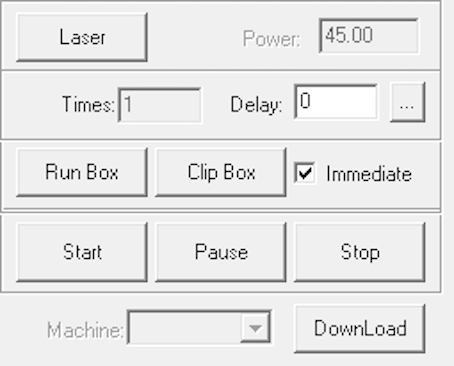 Laser Power: 45.00
Times: 1 Delay: 0 ...
Run Box Clip Box Immediate
Start Pause Stop
Machine: DownLoad